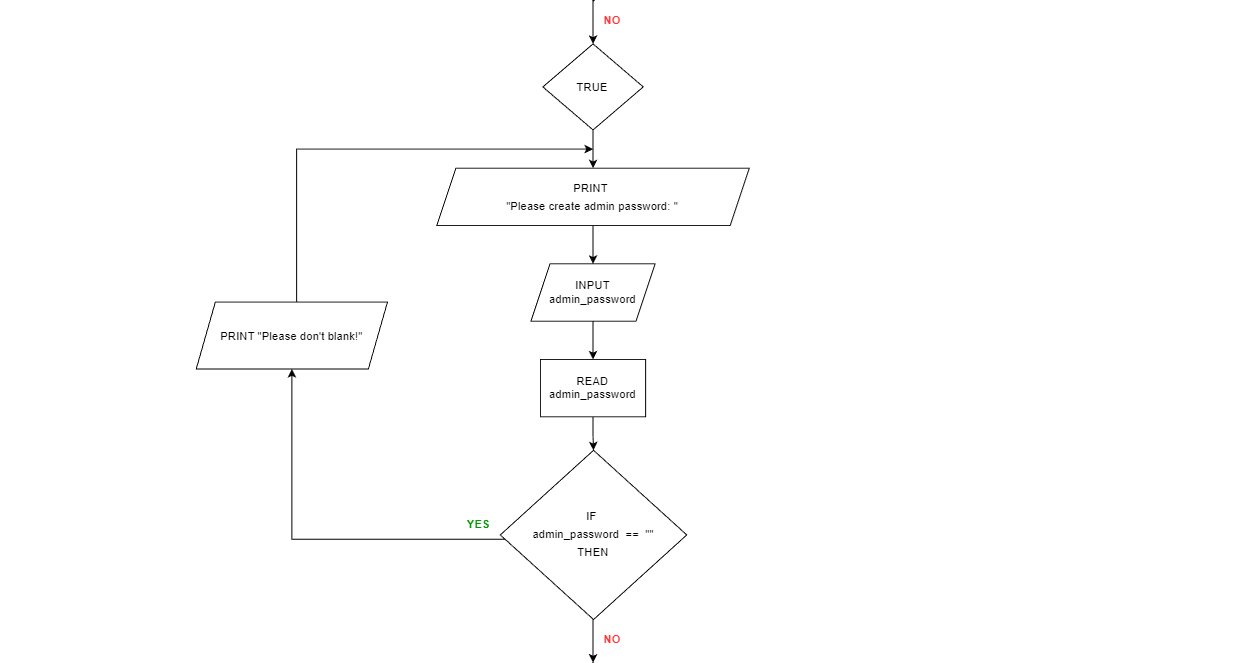 NO
TRUE
PRINT
"Please create admin password: "
INPUT
admin_password
PRINT "Please don't blank!"
READ
admin_password
YES
IF
admin_password == ""
THEN
NO